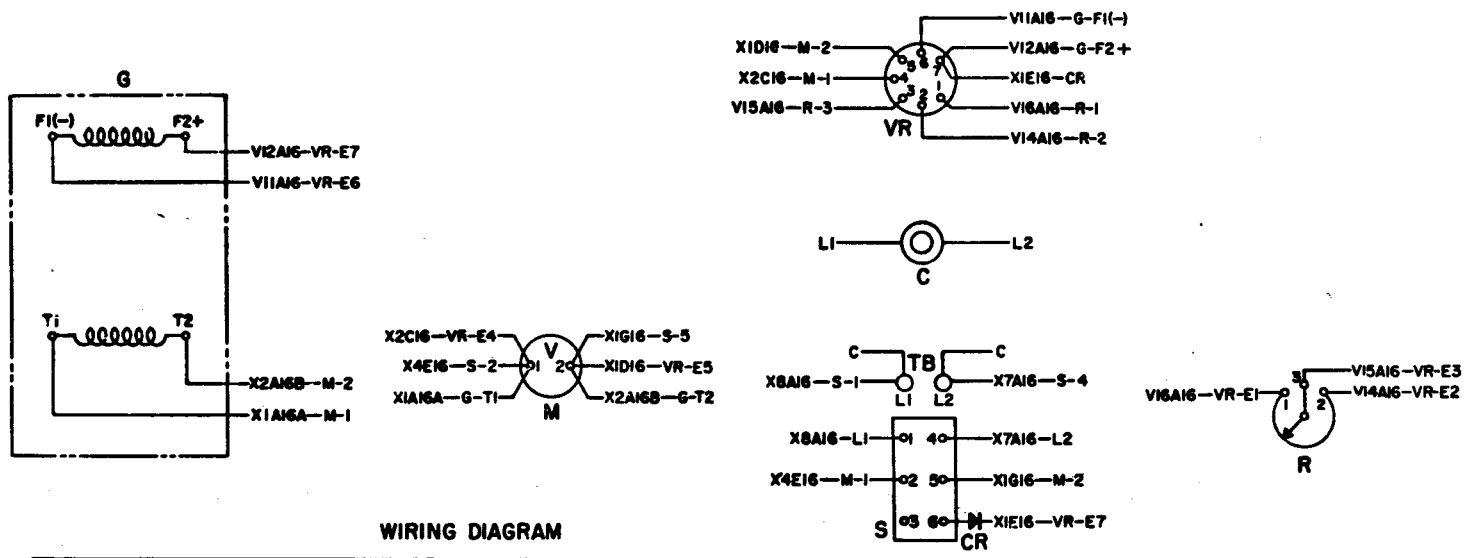 G
F1(-) F2+
V12A16-VR-E7
V11A16-VR-E6
T1 T2
X2A16B-M-2
X1A16A-M-1
X2C16-VR-E4
X4E16-S-2
X1A16A-G-T1
V
1 2
M
X1G16-S-5
X1D16-VR-E5
X2A16B-G-T2
V11A16-G-F1(-)
X1D16-M-2
X2C16-M-1
V15A16-R-3
5 6 7
4
3 2 1
VR
V12A16-G-F2+
X1E16-CR
V16A16-R-1
V14A16-R-2
L1 L2
C
C TB C
X8A16-S-1 X7A16-S-4
L1 L2
X8A16-L1 1 4 X7A16-L2
X4E16-M-1 2 5 X1G16-M-2
S 3 6 X1E16-VR-E7
CR
V15A16-VR-E3
V16A16-VR-E1 V14A16-VR-E2
3
1 2
R
WIRING DIAGRAM